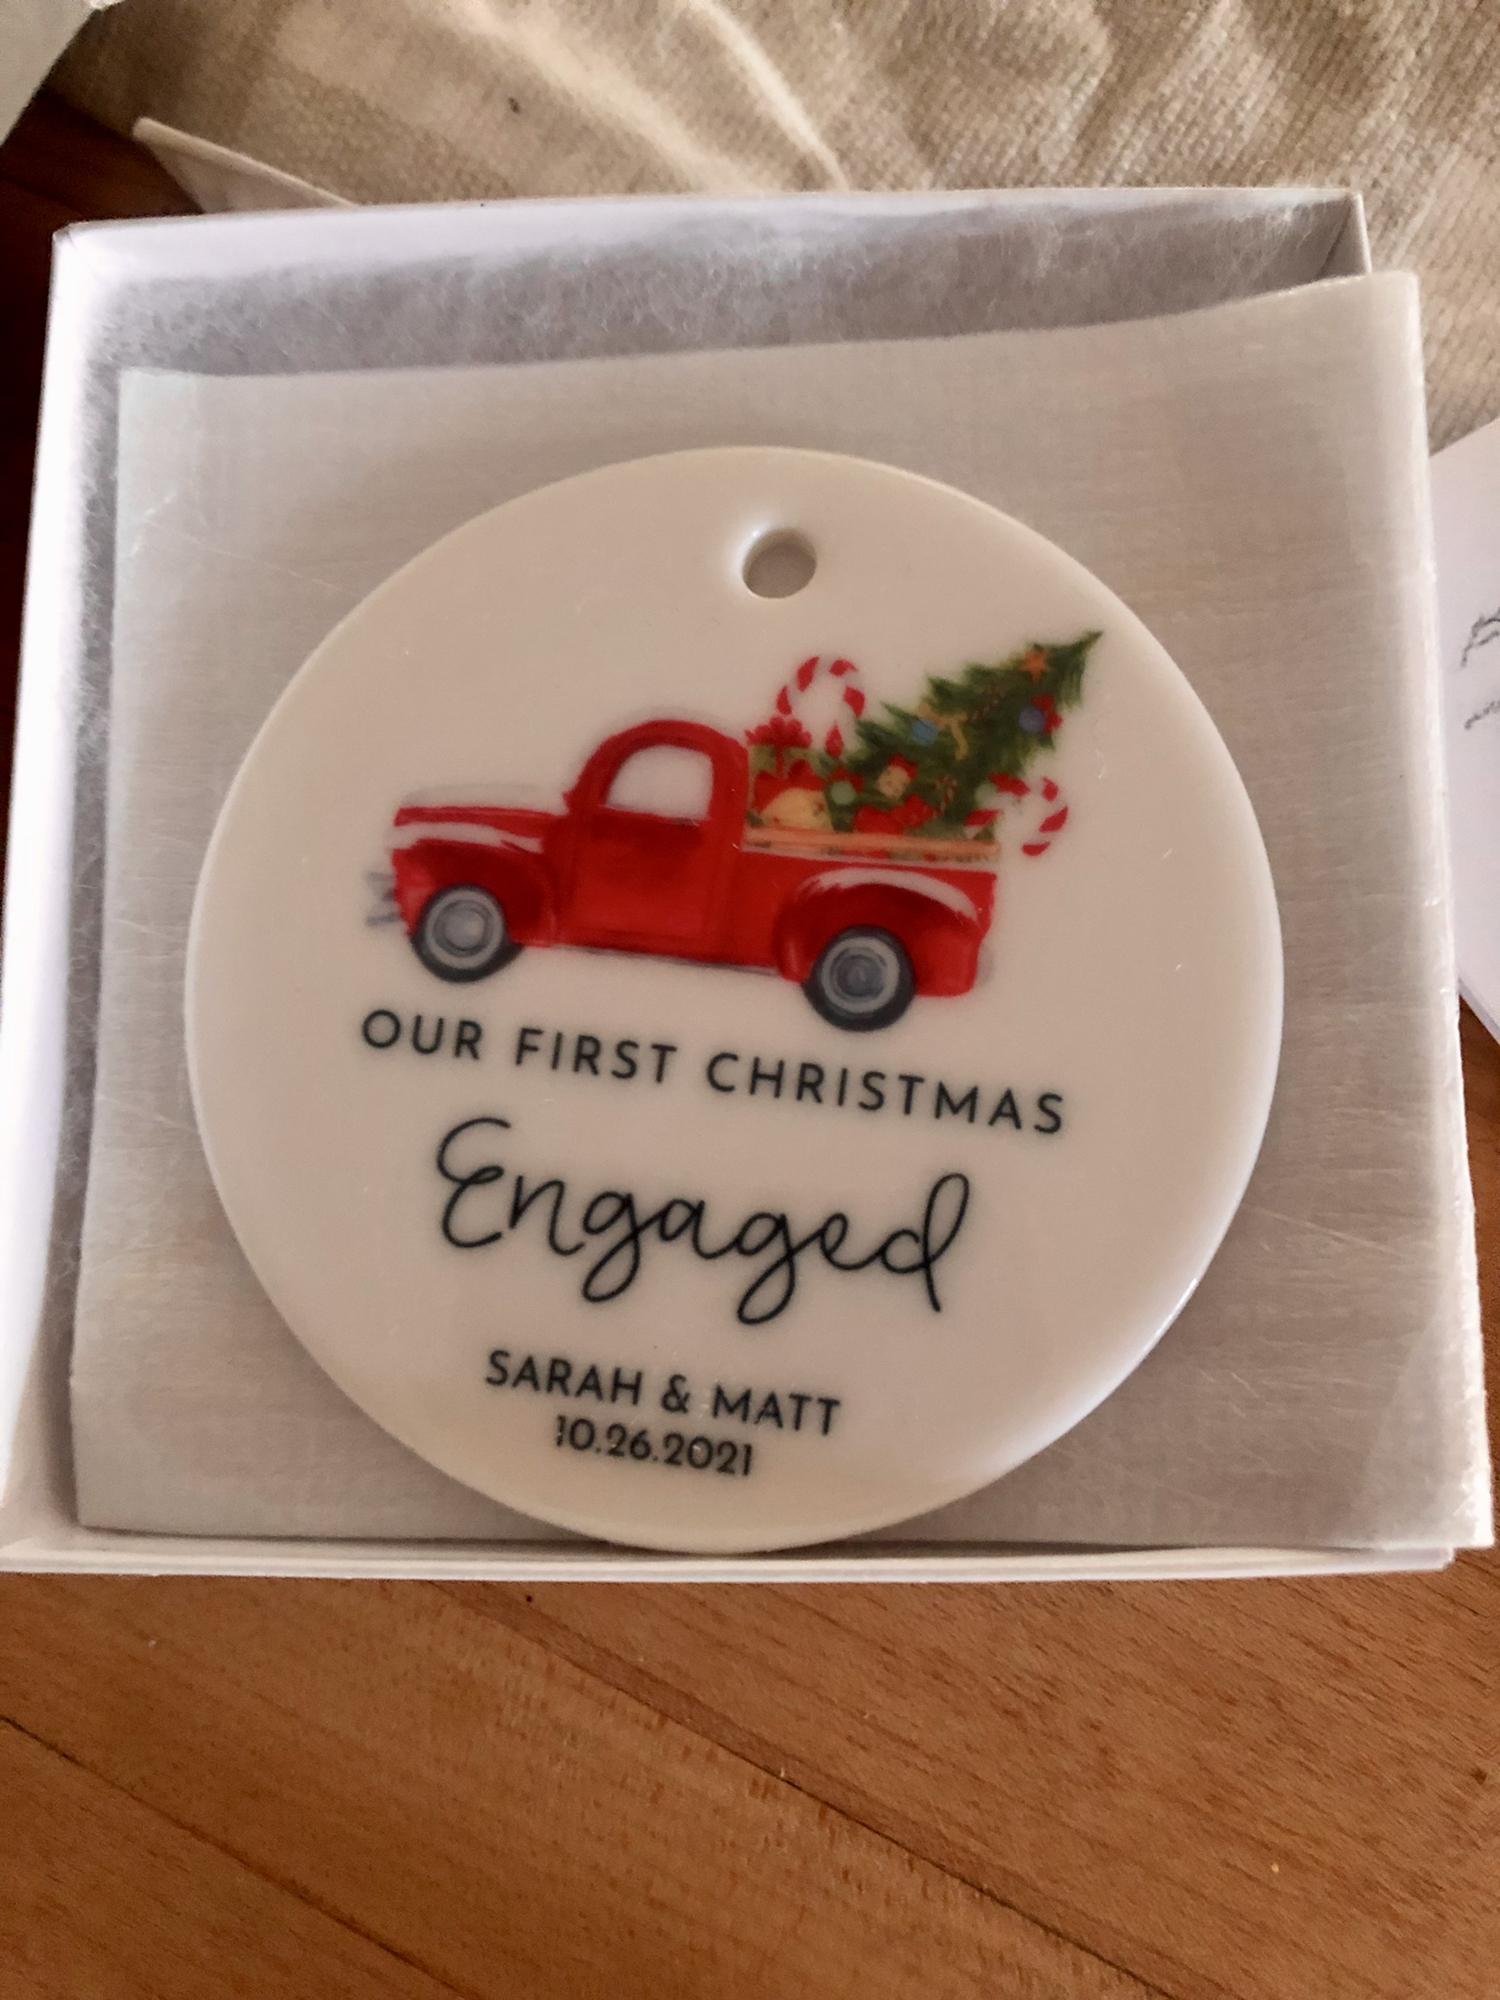 OUR FIRST CHRISTMAS
Engaged
SARAH & MATT
10.26.2021